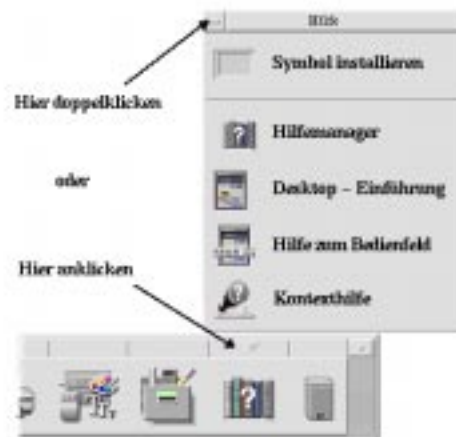 Hilfe
Symbol installieren
Hier doppelklicken
Hilfemanager
oder
Desktop – Einführung
Hilfe zum Bedienfeld
Hier anklicken
Kontexthilfe